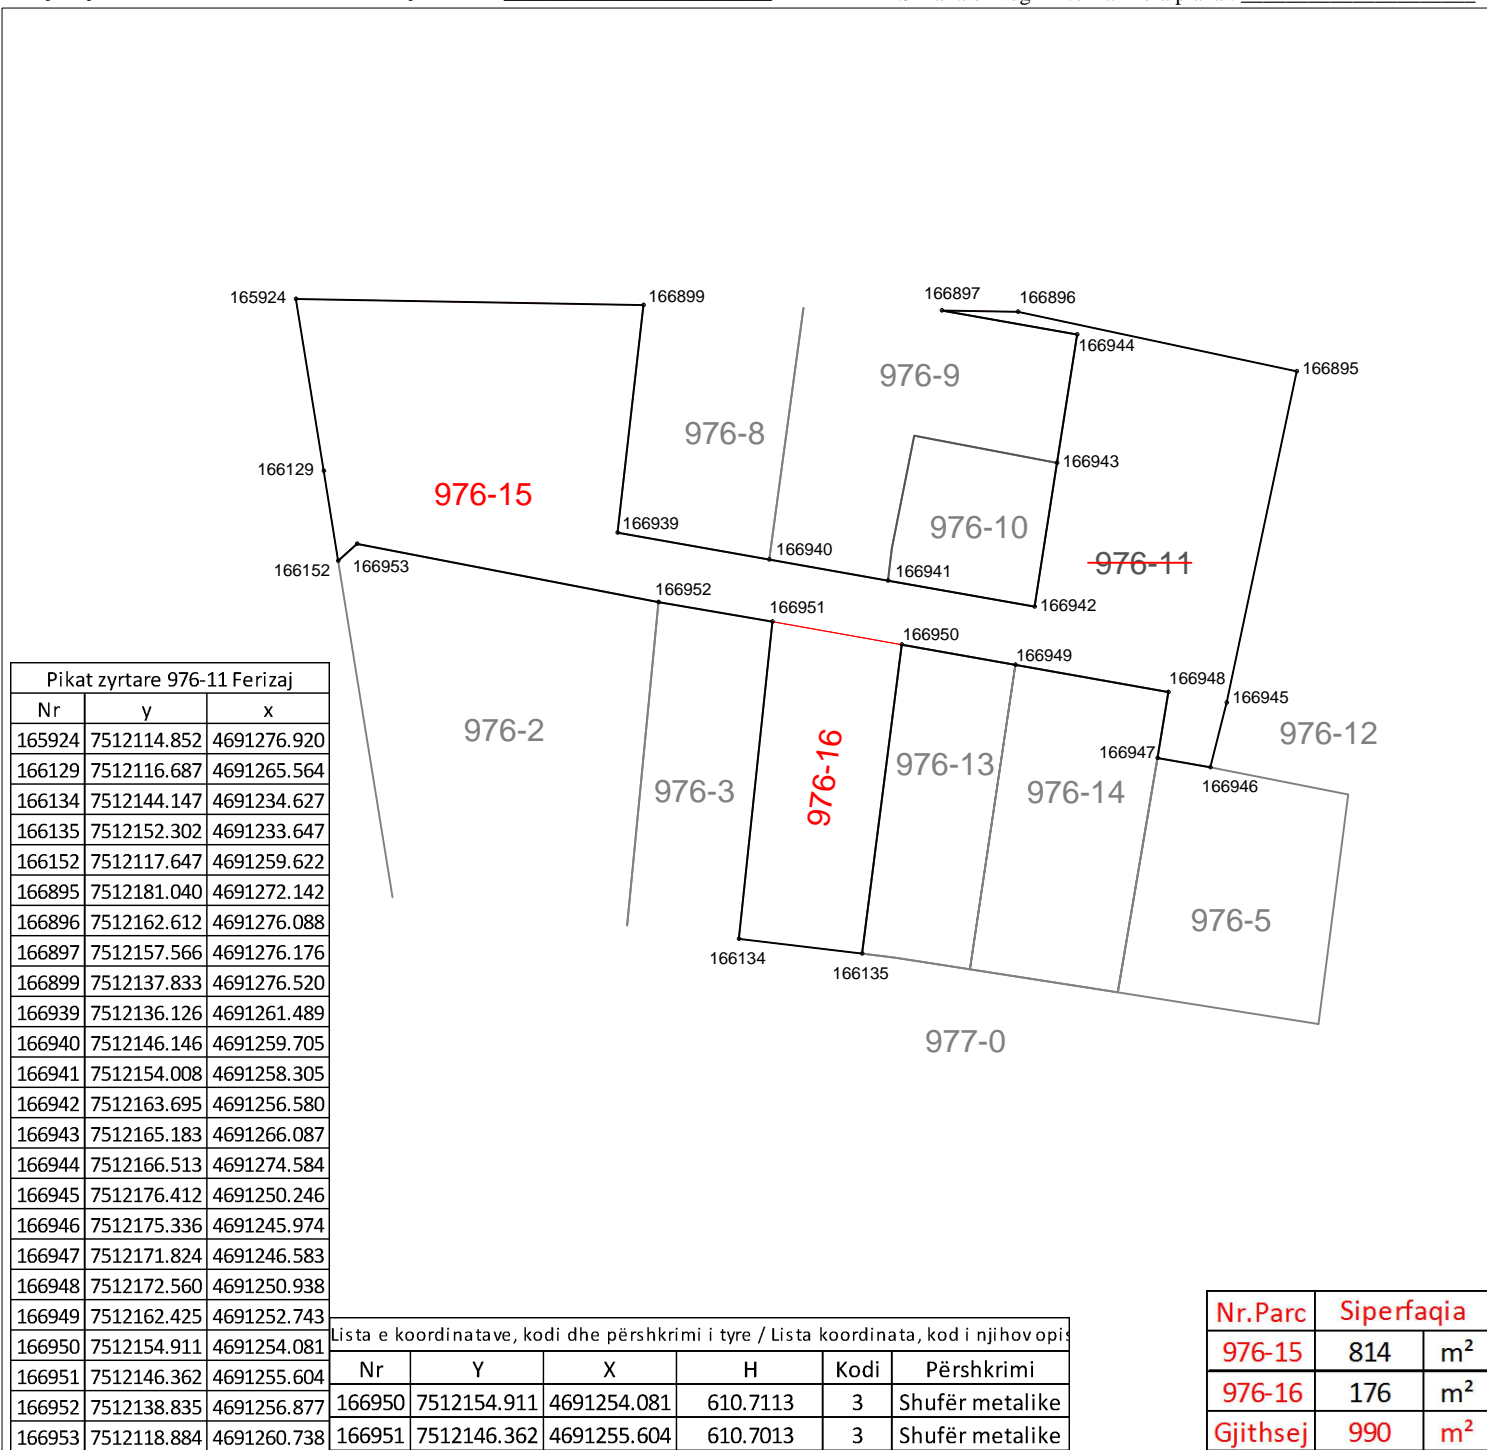 165924
166899
166897
166896
166944
166895
976-9
976-8
166129
976-15
166943
166939
976-10
166940
976-11
166152
166953
166941
166952
166951
166942
166950
166949
166948
166945
976-2
976-16
976-13
166947
976-12
976-3
976-14
166946
976-5
166134
166135
977-0
Pikat zyrtare 976-11 Ferizaj
Nr y x
165924 7512114.852 4691276.920
166129 7512116.687 4691265.564
166134 7512144.147 4691234.627
166135 7512152.302 4691233.647
166152 7512117.647 4691259.622
166895 7512181.040 4691272.142
166896 7512162.612 4691276.088
166897 7512157.566 4691276.176
166899 7512137.833 4691276.520
166939 7512136.126 4691261.489
166940 7512146.146 4691259.705
166941 7512154.008 4691258.305
166942 7512163.695 4691256.580
166943 7512165.183 4691266.087
166944 7512166.513 4691274.584
166945 7512176.412 4691250.246
166946 7512175.336 4691245.974
166947 7512171.824 4691246.583
166948 7512172.560 4691250.938
166949 7512162.425 4691252.743
166950 7512154.911 4691254.081
166951 7512146.362 4691255.604
166952 7512138.835 4691256.877
166953 7512118.884 4691260.738
Lista e koordinatave, kodi dhe përshkrimi i tyre / Lista koordinata, kod i njihov opis
Nr Y X H Kodi Përshkrimi
166950 7512154.911 4691254.081 610.7113 3 Shufër metalike
166951 7512146.362 4691255.604 610.7013 3 Shufër metalike
Nr.Parc Siperfaqia
976-15 814 m²
976-16 176 m²
Gjithsej 990 m²